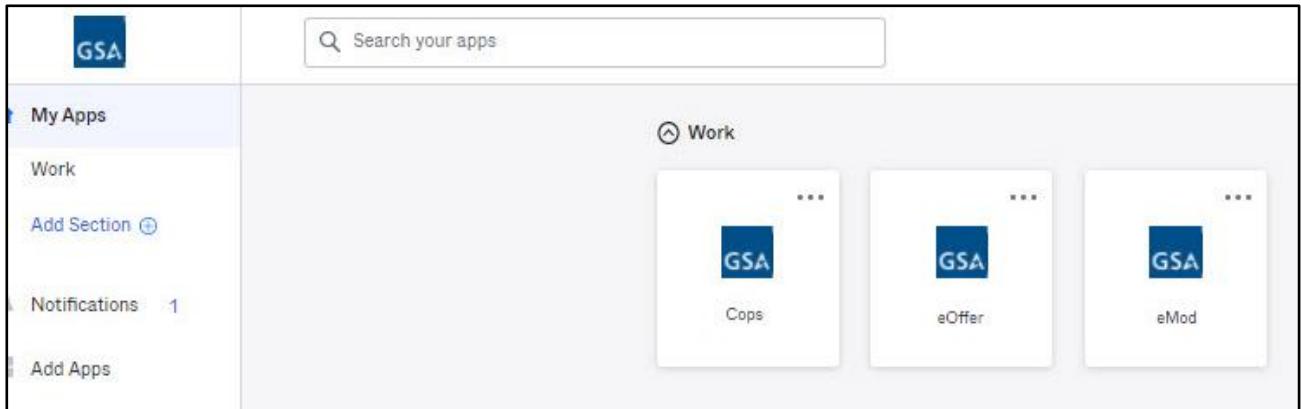 GSA
Search your apps
My Apps
Work
Add Section
Notifications 1
Add Apps
Work
GSA
Cops
GSA
eOffer
GSA
eMod